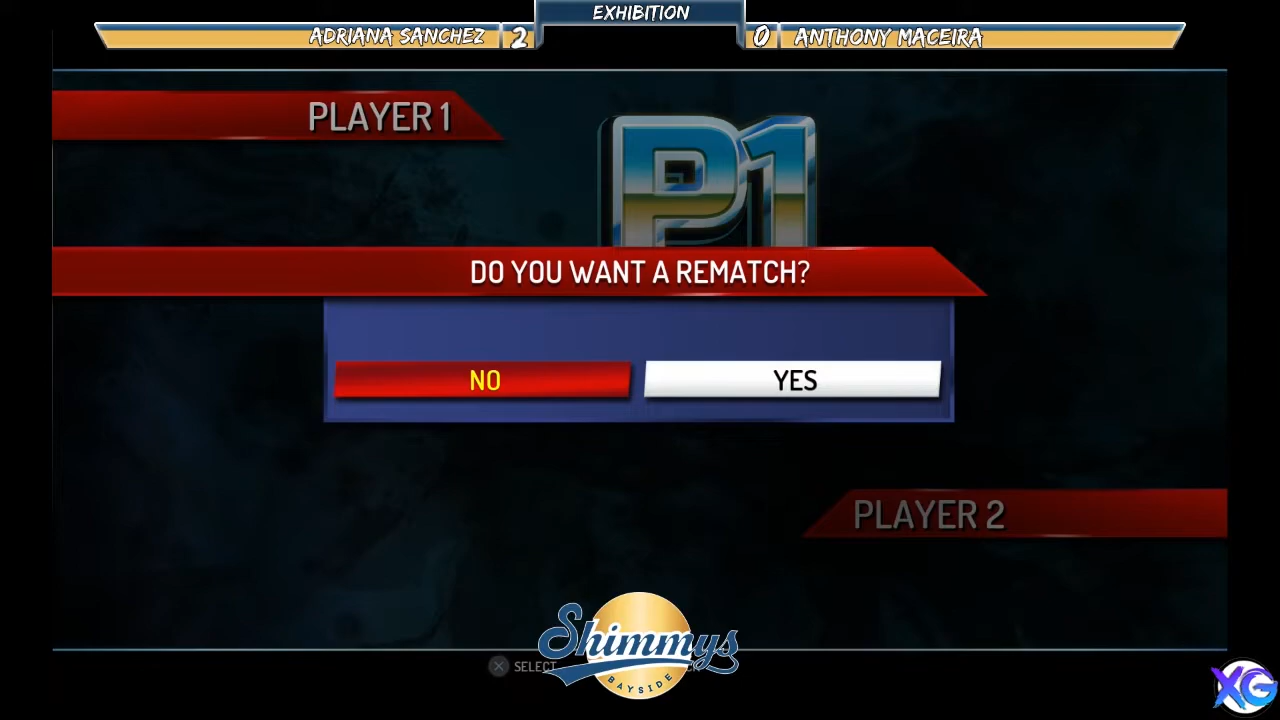 EXHIBITION
ADRIANA SANCHEZ 2 0 ANTHONY MACEIRA
PLAYER 1
P1
DO YOU WANT A REMATCH?
NO YES
PLAYER 2
Shimmys
BAYSIDE
SELECT
XG